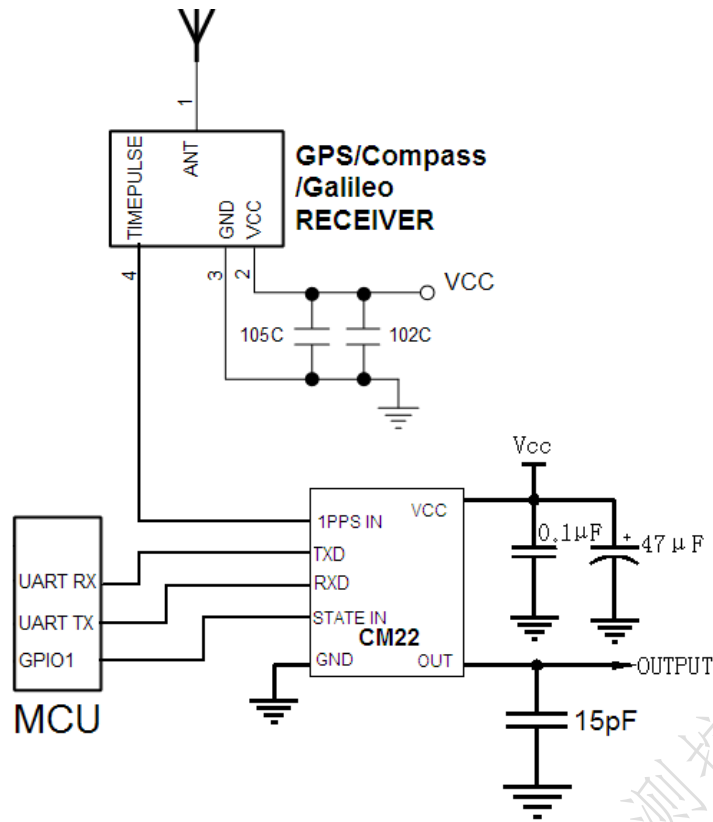 1
TIMEPULSE
ANT
GND
VCC
GPS/Compass
/Galileo
RECEIVER
4
3
2
VCC
105C
102C
Vcc
1PPS IN
VCC
0.1μF
+
47μF
TXD
UART RX
RXD
UART TX
STATE IN
CM22
GPIO1
GND
OUT
OUTPUT
MCU
15pF
测